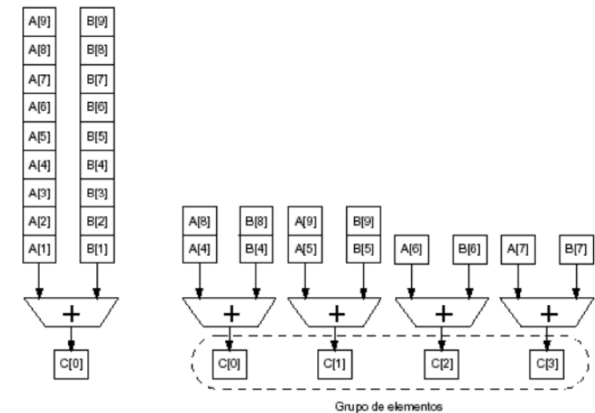 A[9] B[9]
A[8] B[8]
A[7] B[7]
A[6] B[6]
A[5] B[5]
A[4] B[4]
A[3] B[3]
A[2] B[2] A[8] B[8] A[9] B[9]
A[1] B[1] A[4] B[4] A[5] B[5] A[6] B[6] A[7] B[7]
+ + + + +
C[0] C[0] C[1] C[2] C[3]
Grupo de elementos